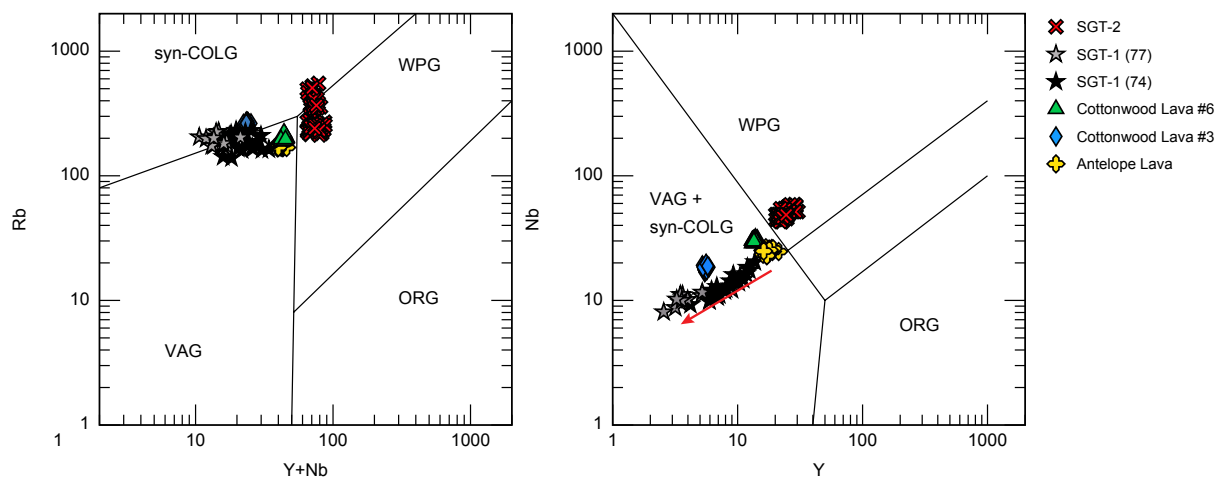 syn-COLG
WPG
VAG
ORG
1000
100
10
1
1
10
100
1000
Rb
Y+Nb
WPG
VAG +
syn-COLG
ORG
1000
100
10
1
1
10
100
1000
Nb
Y
SGT-2
SGT-1 (77)
SGT-1 (74)
Cottonwood Lava #6
Cottonwood Lava #3
Antelope Lava